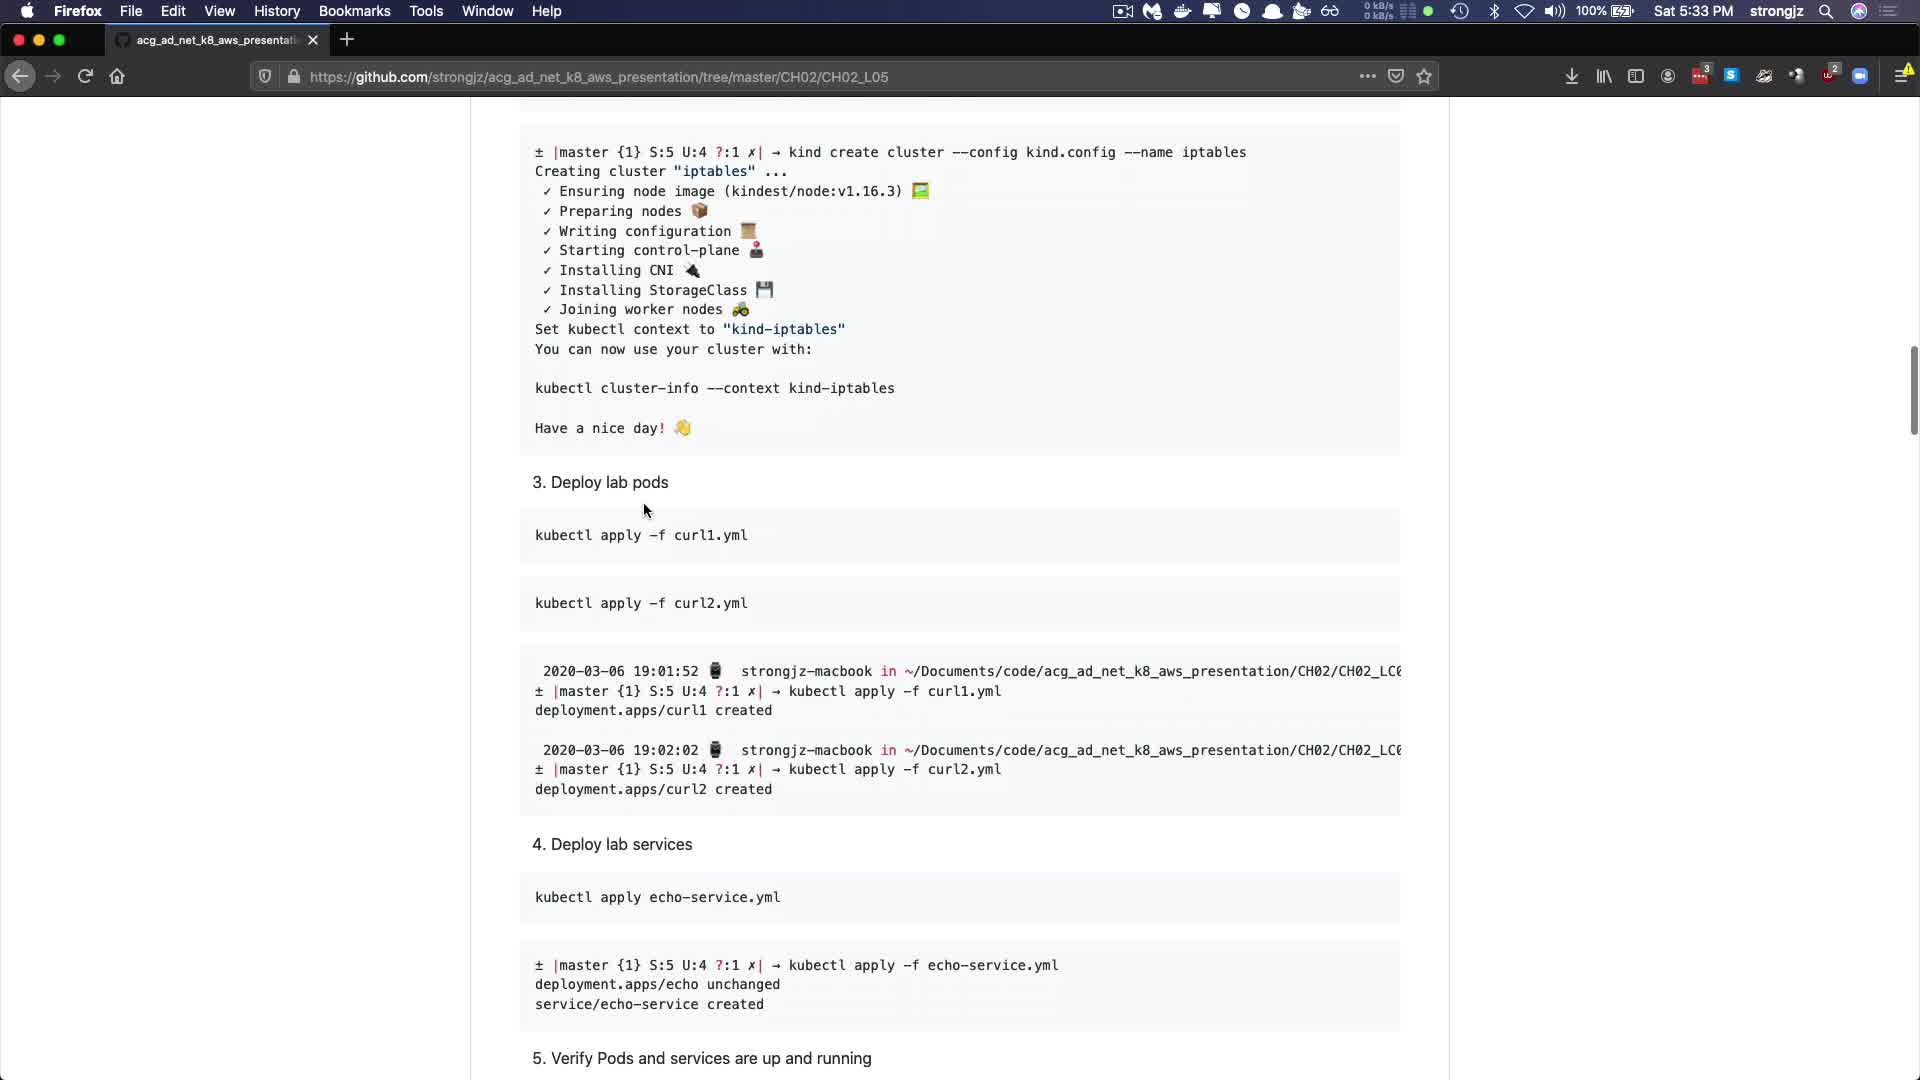 Firefox File Edit View History Bookmarks Tools Window Help 0 kB/s 0 kB/s 100% Sat 5:33 PM strongjz
acg_ad_net_k8_aws_presentati
https://github.com/strongjz/acg_ad_net_k8_aws_presentation/tree/master/CH02/CH02_L05 3 S 2
± |master {1} S:5 U:4 ?:1 ✗| → kind create cluster --config kind.config --name iptables
Creating cluster "iptables" ...
✓ Ensuring node image (kindest/node:v1.16.3) 🖼
✓ Preparing nodes 📦
✓ Writing configuration 📜
✓ Starting control-plane 🕹
✓ Installing CNI 🔌
✓ Installing StorageClass 💾
✓ Joining worker nodes 🚜
Set kubectl context to "kind-iptables"
You can now use your cluster with:
kubectl cluster-info --context kind-iptables
Have a nice day! 👋
3. Deploy lab pods
kubectl apply -f curl1.yml
kubectl apply -f curl2.yml
2020-03-06 19:01:52 ⌚ strongjz-macbook in ~/Documents/code/acg_ad_net_k8_aws_presentation/CH02/CH02_LC0
± |master {1} S:5 U:4 ?:1 ✗| → kubectl apply -f curl1.yml
deployment.apps/curl1 created
2020-03-06 19:02:02 ⌚ strongjz-macbook in ~/Documents/code/acg_ad_net_k8_aws_presentation/CH02/CH02_LC0
± |master {1} S:5 U:4 ?:1 ✗| → kubectl apply -f curl2.yml
deployment.apps/curl2 created
4. Deploy lab services
kubectl apply echo-service.yml
± |master {1} S:5 U:4 ?:1 ✗| → kubectl apply -f echo-service.yml
deployment.apps/echo unchanged
service/echo-service created
5. Verify Pods and services are up and running